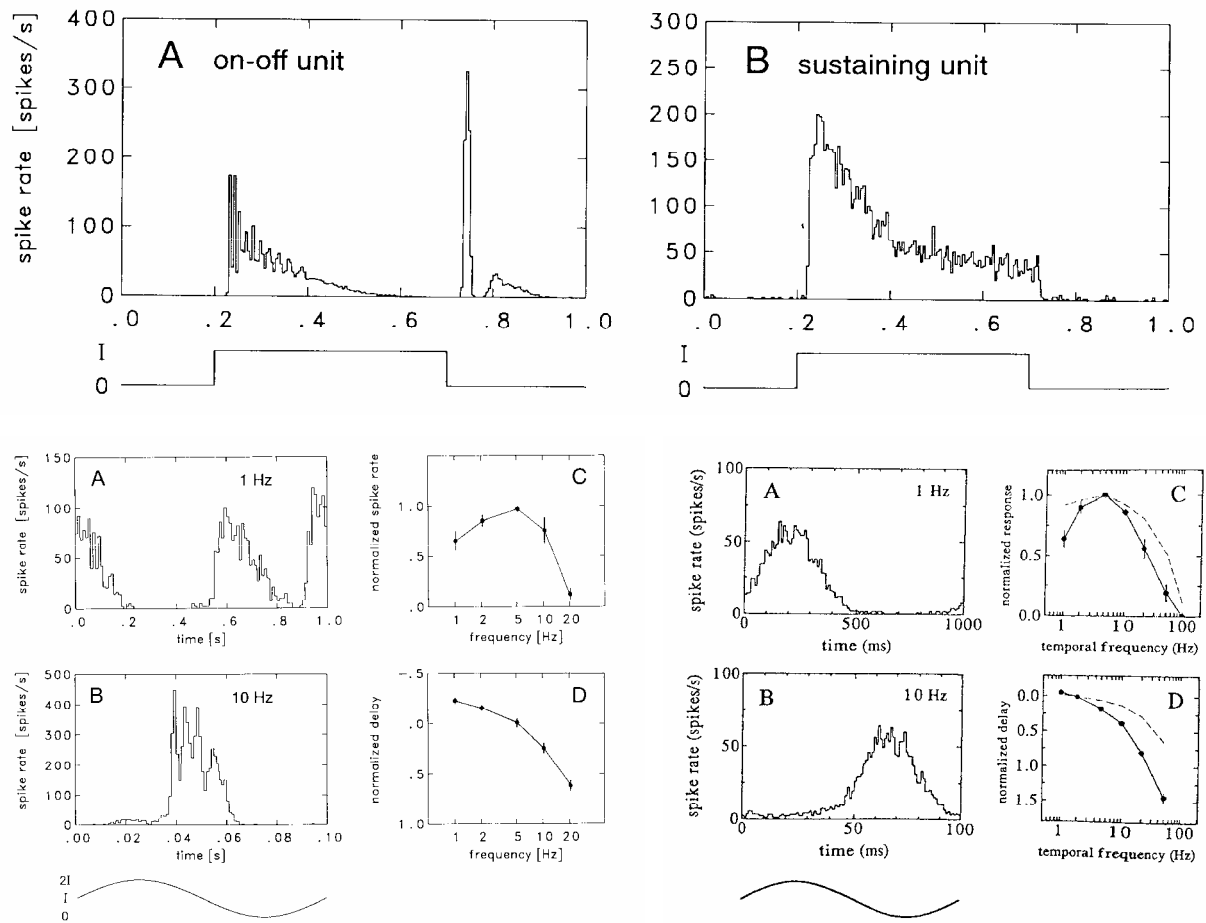 A on-off unit
spike rate [spikes/s]
400
300
200
100
0
.0 .2 .4 .6 .8 1.0
I
0
B sustaining unit
300
250
200
150
100
50
0
.0 .2 .4 .6 .8 1.0
I
0
A
1 Hz
spike rate [spikes/s]
150
100
50
0
.0 .2 .4 .6 .8 1.0
time [s]
C
normalized spike rate
1.0
.5
.0
1 2 5 10 20
frequency [Hz]
B
10 Hz
spike rate [spikes/s]
500
400
300
200
100
0
.00 .02 .04 .06 .08 .10
time [s]
2I
I
0
D
normalized delay
-.5
.0
.5
1.0
1 2 5 10 20
frequency [Hz]
A
1 Hz
spike rate (spikes/s)
100
50
0
0 500 1000
time (ms)
C
normalized response
1.0
0.5
0
1 10 100
temporal frequency (Hz)
B
10 Hz
spike rate (spikes/s)
100
50
0
0 50 100
time (ms)
D
normalized delay
0.0
0.5
1.0
1.5
1 10 100
temporal frequency (Hz)